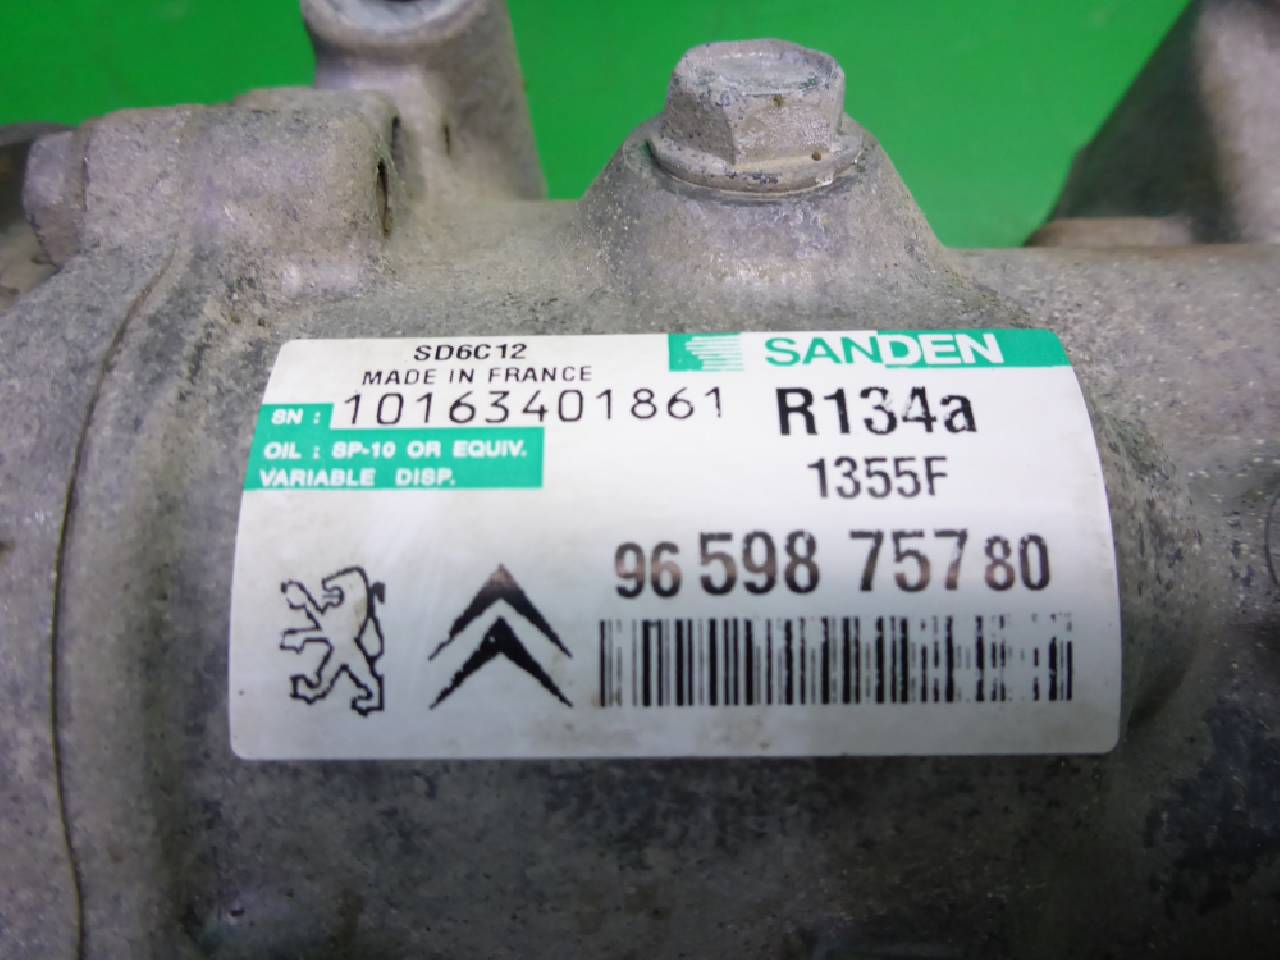 SD6C12
MADE IN FRANCE
SN : 10163401861
OIL : SP-10 OR EQUIV.
VARIABLE DISP.
SANDEN
R134a
1355F
96 598 757 80